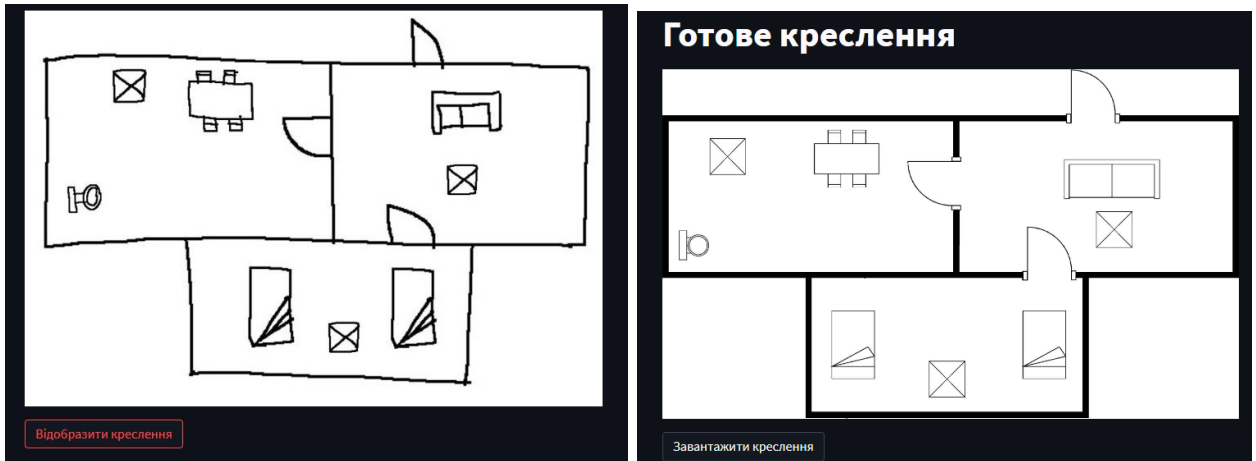 Відобразити креслення
Готове креслення
Завантажити креслення